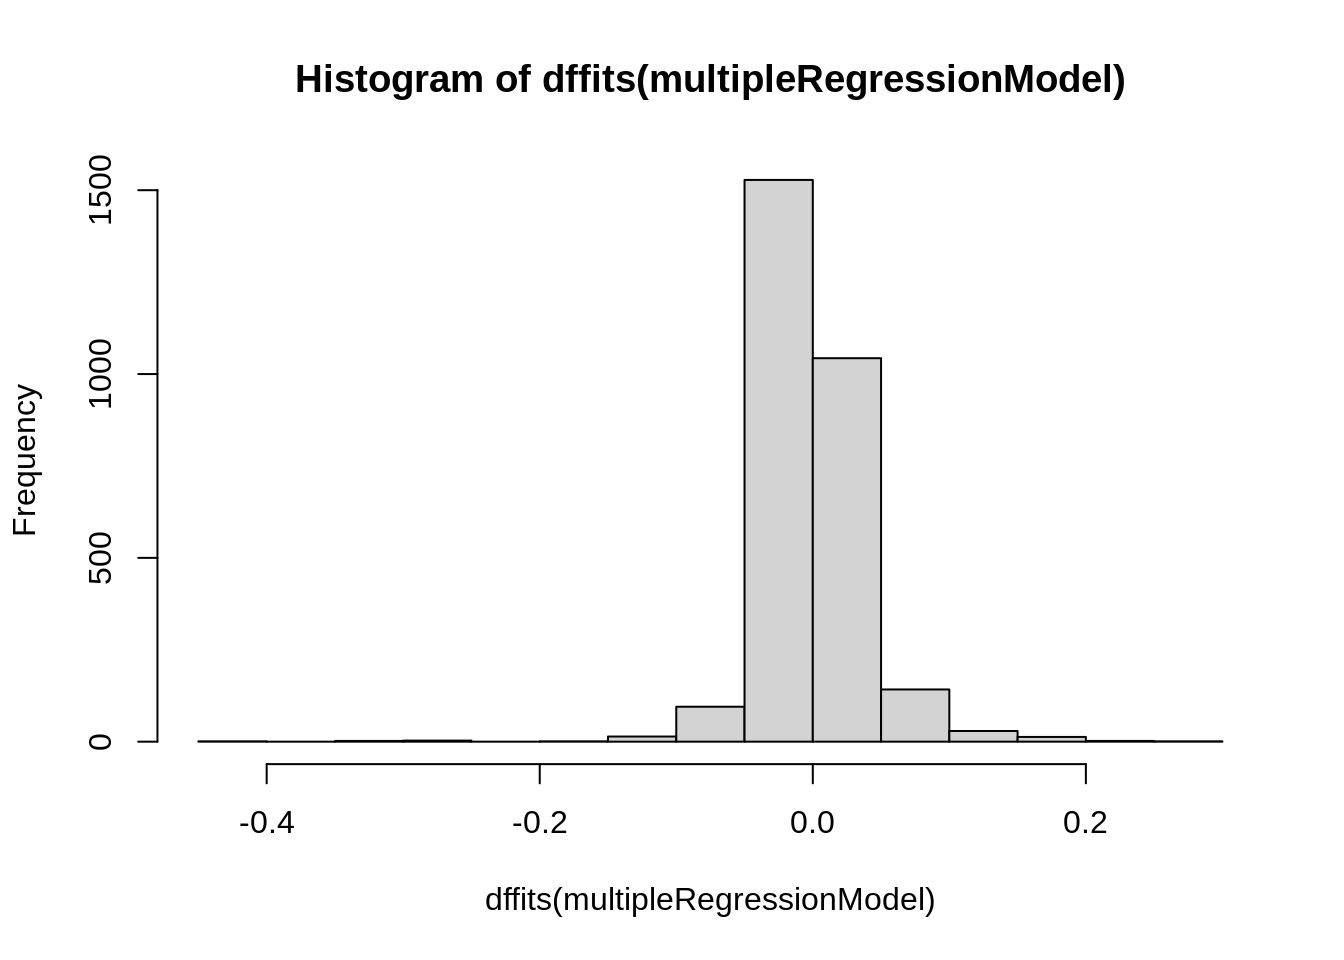 Histogram of dffits(multipleRegressionModel)
Frequency
1500
1000
500
0
-0.4 -0.2 0.0 0.2
dffits(multipleRegressionModel)